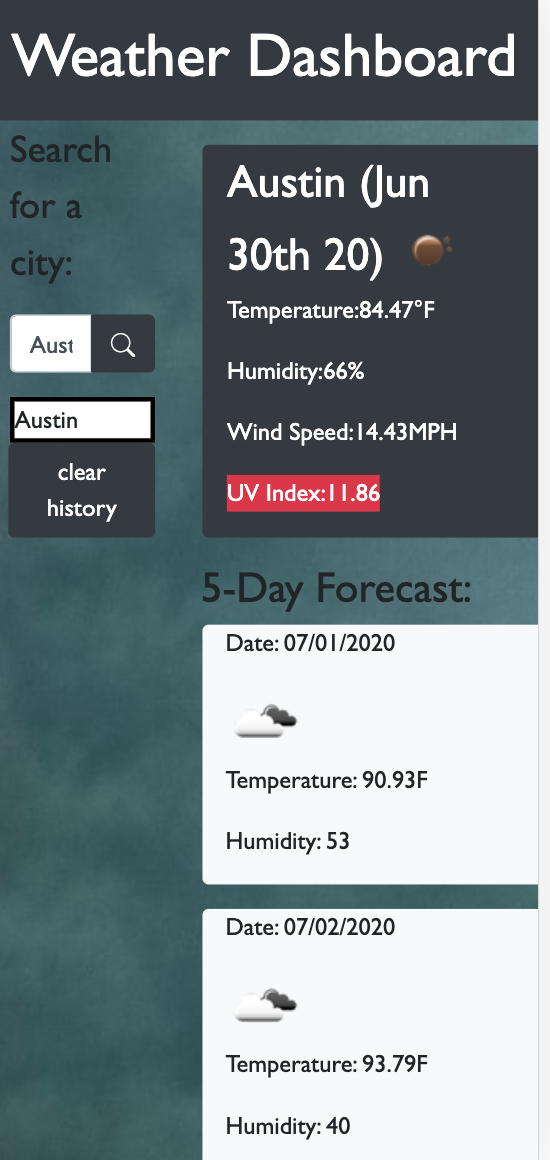 Weather Dashboard
Search
for a
city:
Aust
Austin
clear
history
Austin (Jun
30th 20)
Temperature:84.47°F
Humidity:66%
Wind Speed:14.43MPH
UV Index:11.86
5-Day Forecast:
Date: 07/01/2020
Temperature: 90.93F
Humidity: 53
Date: 07/02/2020
Temperature: 93.79F
Humidity: 40